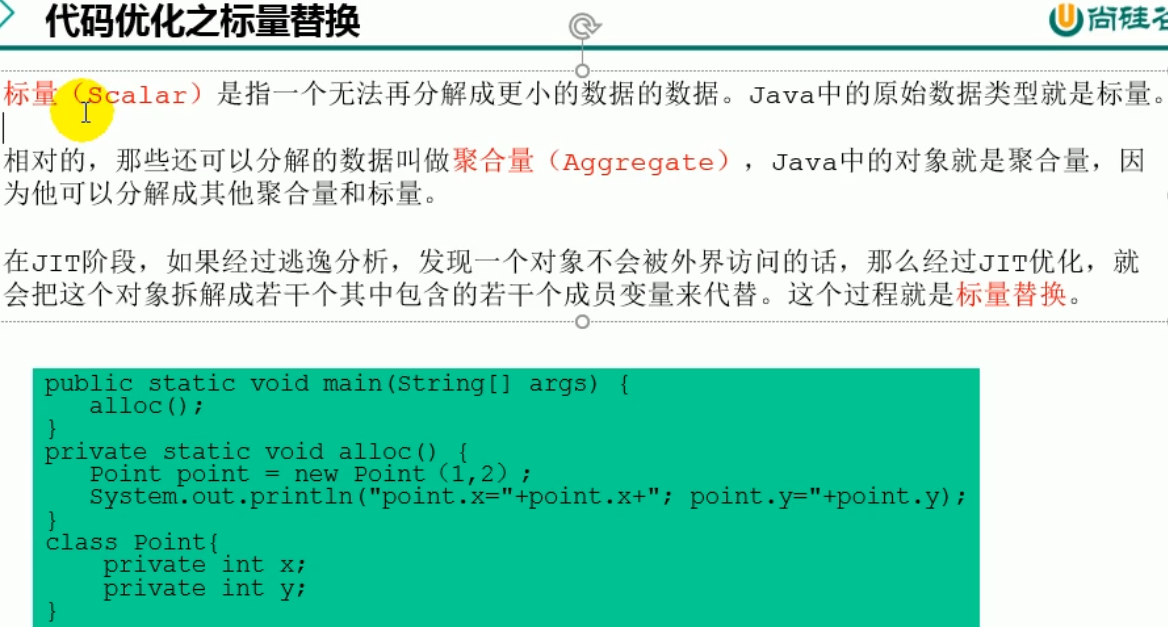 代码优化之标量替换
尚硅谷
标量（Scalar）是指一个无法再分解成更小的数据的数据。Java中的原始数据类型就是标量。
相对的，那些还可以分解的数据叫做聚合量（Aggregate），Java中的对象就是聚合量，因
为他可以分解成其他聚合量和标量。
在JIT阶段，如果经过逃逸分析，发现一个对象不会被外界访问的话，那么经过JIT优化，就
会把这个对象拆解成若干个其中包含的若干个成员变量来代替。这个过程就是标量替换。
public static void main(String[] args) {
alloc();
}
private static void alloc() {
Point point = new Point（1,2）;
System.out.println("point.x="+point.x+"; point.y="+point.y);
}
class Point{
private int x;
private int y;
}